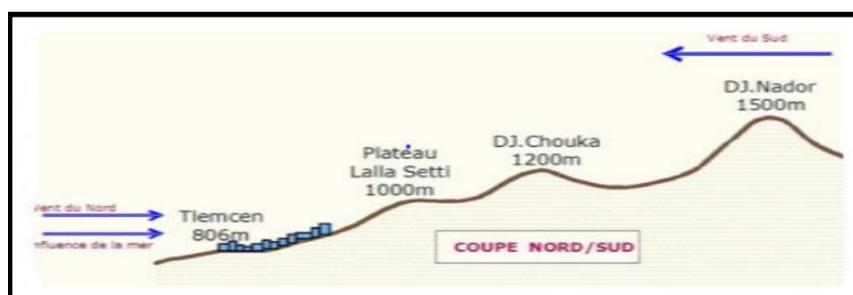 Vent du Sud
DJ.Nador
1500m
DJ.Chouka
1200m
Plateau
Lalla Setti
1000m
Vent du Nord
Tlemcen
806m
nfluence de la mer
COUPE NORD/SUD